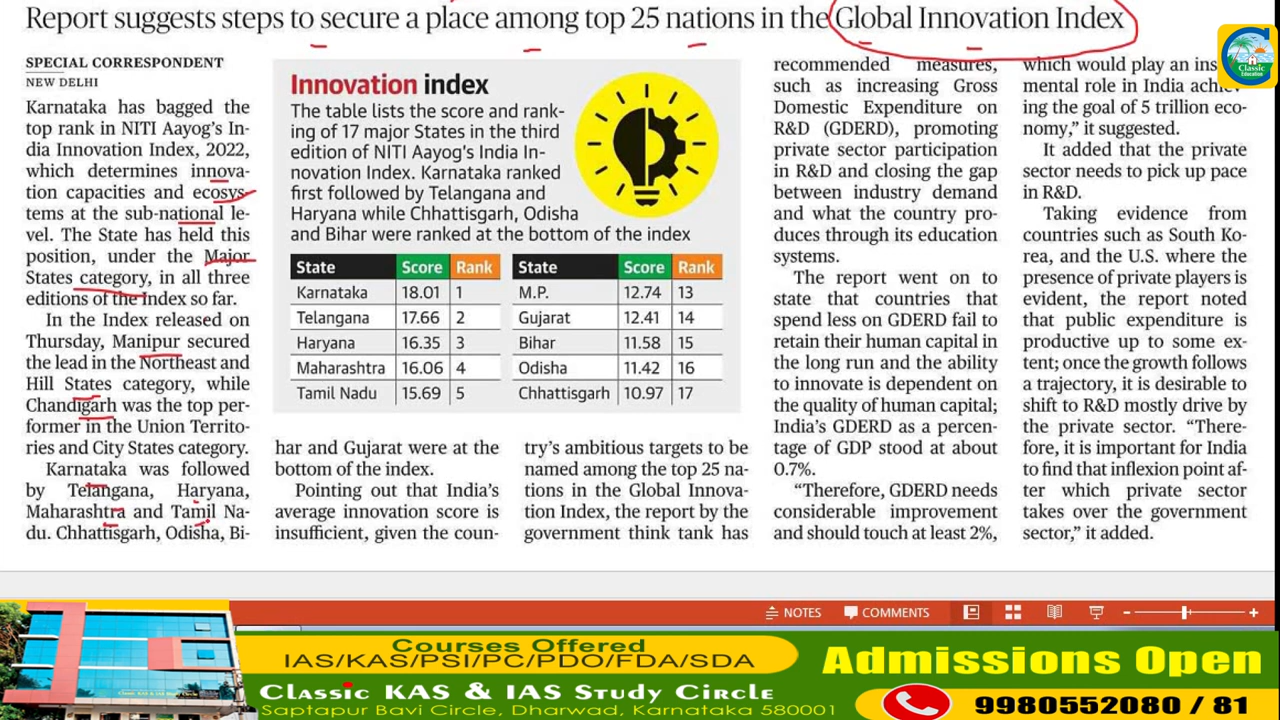 Report suggests steps to secure a place among top 25 nations in the Global Innovation Index
SPECIAL CORRESPONDENT
NEW DELHI
Karnataka has bagged the
top rank in NITI Aayog's In-
dia Innovation Index, 2022,
which determines innova-
tion capacities and ecosys-
tems at the sub-national le-
vel. The State has held this
position, under the Major
States category, in all three
editions of the Index so far.
In the Index released on
Thursday, Manipur secured
the lead in the Northeast and
Hill States category, while
Chandigarh was the top per-
former in the Union Territo-
ries and City States category.
Karnataka was followed
by Telangana, Haryana,
Maharashtra and Tamil Na-
du. Chhattisgarh, Odisha, Bi-
Innovation index
The table lists the score and rank-
ing of 17 major States in the third
edition of NITI Aayog's India In-
novation Index. Karnataka ranked
first followed by Telangana and
Haryana while Chhattisgarh, Odisha
and Bihar were ranked at the bottom of the index
State Score Rank State Score Rank
Karnataka 18.01 1 M.P. 12.74 13
Telangana 17.66 2 Gujarat 12.41 14
Haryana 16.35 3 Bihar 11.58 15
Maharashtra 16.06 4 Odisha 11.42 16
Tamil Nadu 15.69 5 Chhattisgarh 10.97 17
har and Gujarat were at the
bottom of the index.
Pointing out that India's
average innovation score is
insufficient, given the coun-
try's ambitious targets to be
named among the top 25 na-
tions in the Global Innova-
tion Index, the report by the
government think tank has
recommended measures,
such as increasing Gross
Domestic Expenditure on
R&D (GDERD), promoting
private sector participation
in R&D and closing the gap
between industry demand
and what the country pro-
duces through its education
systems.
The report went on to
state that countries that
spend less on GDERD fail to
retain their human capital in
the long run and the ability
to innovate is dependent on
the quality of human capital;
India's GDERD as a percen-
tage of GDP stood at about
0.7%.
"Therefore, GDERD needs
considerable improvement
and should touch at least 2%,
which would play an ins
mental role in India achiev-
ing the goal of 5 trillion eco-
nomy," it suggested.
It added that the private
sector needs to pick up pace
in R&D.
Taking evidence from
countries such as South Ko-
rea, and the U.S. where the
presence of private players is
evident, the report noted
that public expenditure is
productive up to some ex-
tent; once the growth follows
a trajectory, it is desirable to
shift to R&D mostly drive by
the private sector. "There-
fore, it is important for India
to find that inflexion point af-
ter which private sector
takes over the government
sector," it added.
Classic
Education
NOTES COMMENTS
Courses Offered
IAS/KAS/PSI/PC/PDO/FDA/SDA
Classic KAS & IAS Study Circle
Saptapur Bavi Circle, Dharwad, Karnataka 580001
Admissions Open
9980552080 / 81